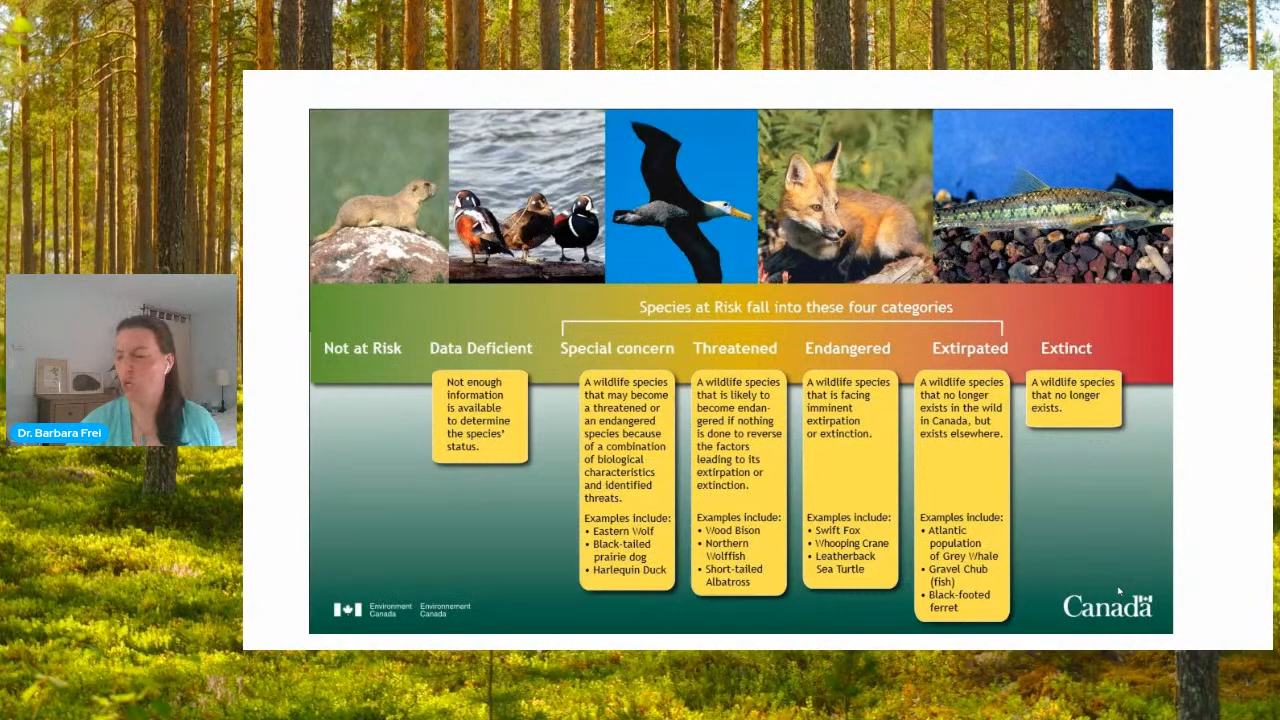 Species at Risk fall into these four categories
Not at Risk
Data Deficient
Special concern
Threatened
Endangered
Extirpated
Extinct
Not enough
information
is available
to determine
the species'
status.
A wildlife species
that may become
a threatened or
an endangered
species because
of a combination
of biological
characteristics
and identified
threats.
Examples include:
• Eastern Wolf
• Black-tailed
prairie dog
• Harlequin Duck
A wildlife species
that is likely to
become endan-
gered if nothing
is done to reverse
the factors
leading to its
extirpation or
extinction.
Examples include:
• Wood Bison
• Northern
Wolffish
• Short-tailed
Albatross
A wildlife species
that is facing
imminent
extirpation
or extinction.
Examples include:
• Swift Fox
• Whooping Crane
• Leatherback
Sea Turtle
A wildlife species
that no longer
exists in the wild
in Canada, but
exists elsewhere.
Examples include:
• Atlantic
population
of Grey Whale
• Gravel Chub
(fish)
• Black-footed
ferret
A wildlife species
that no longer
exists.
Dr. Barbara Frei
Environment
Canada
Environnement
Canada
Canada